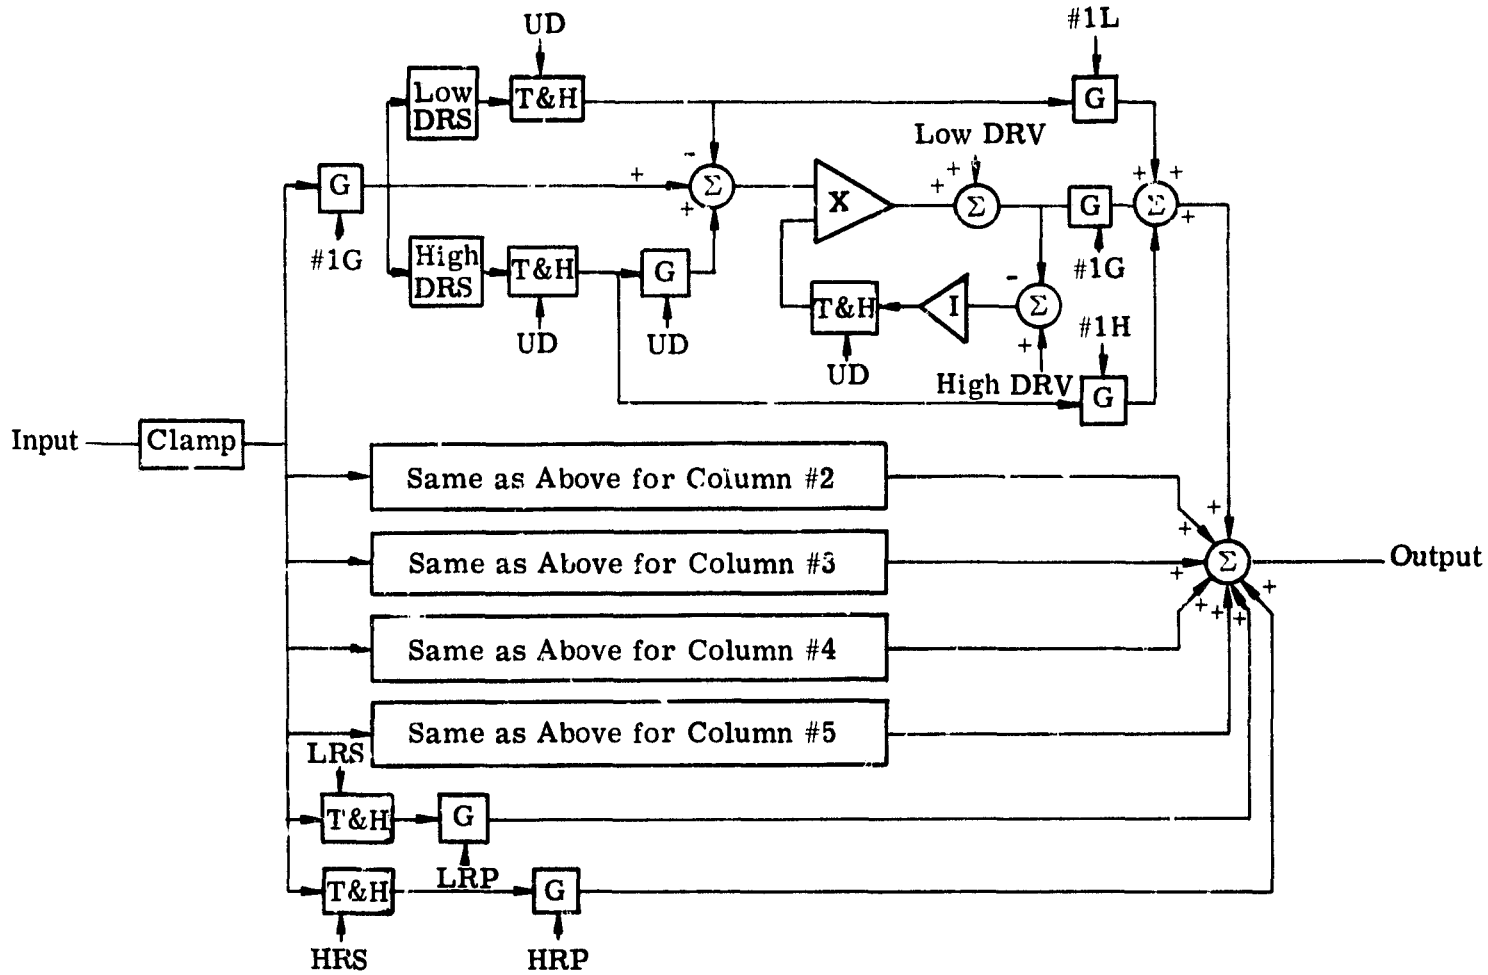 UD
#1L
Low
DRS
T&H
G
Low DRV
-
+
+
+
+
G
+
Σ
X
+
Σ
G
Σ
+
#1G
High
DRS
T&H
G
#1G
-
T&H
I
Σ
#1H
UD
UD
UD
+
High DRV
G
Input
Clamp
Same as Above for Column #2
+
+
Same as Above for Column #3
+
Σ
Output
+
+
+
+
Same as Above for Column #4
Same as Above for Column #5
LRS
T&H
G
LRP
T&H
G
HRS
HRP